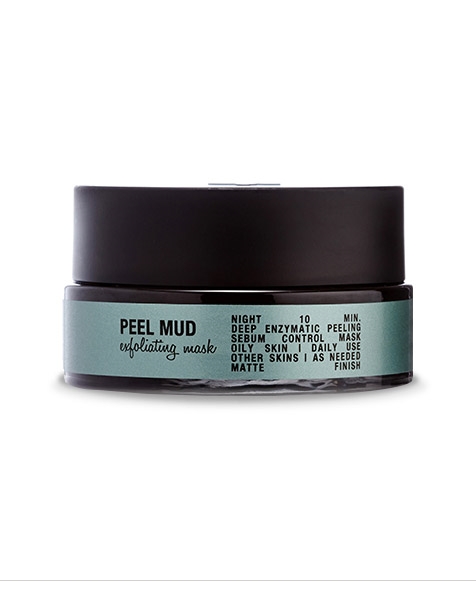 PEEL MUD
exfoliating mask
NIGHT 10 MIN.
DEEP ENZYMATIC PEELING
SEBUM CONTROL MASK
OILY SKIN | DAILY USE
OTHER SKINS | AS NEEDED
MATTE FINISH